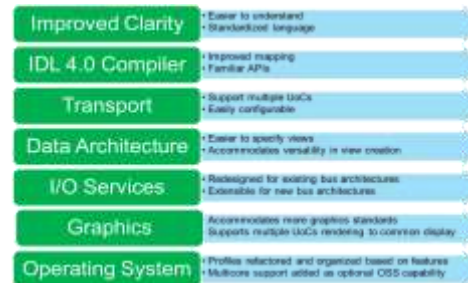 Improved Clarity
• Easier to understand
• Standardized language
IDL 4.0 Compiler
• Improved mapping
• Familiar APIs
Transport
• Support multiple UoCs
• Easily configurable
Data Architecture
• Easier to specify views
• Accommodates versatility in view creation
I/O Services
• Redesigned for existing bus architectures
• Extensible for new bus architectures
Graphics
• Accommodates more graphics standards
• Supports multiple UoCs rendering to common display
Operating System
• Profiles refactored and organized based on features
• Multicore support added as optional OSS capability